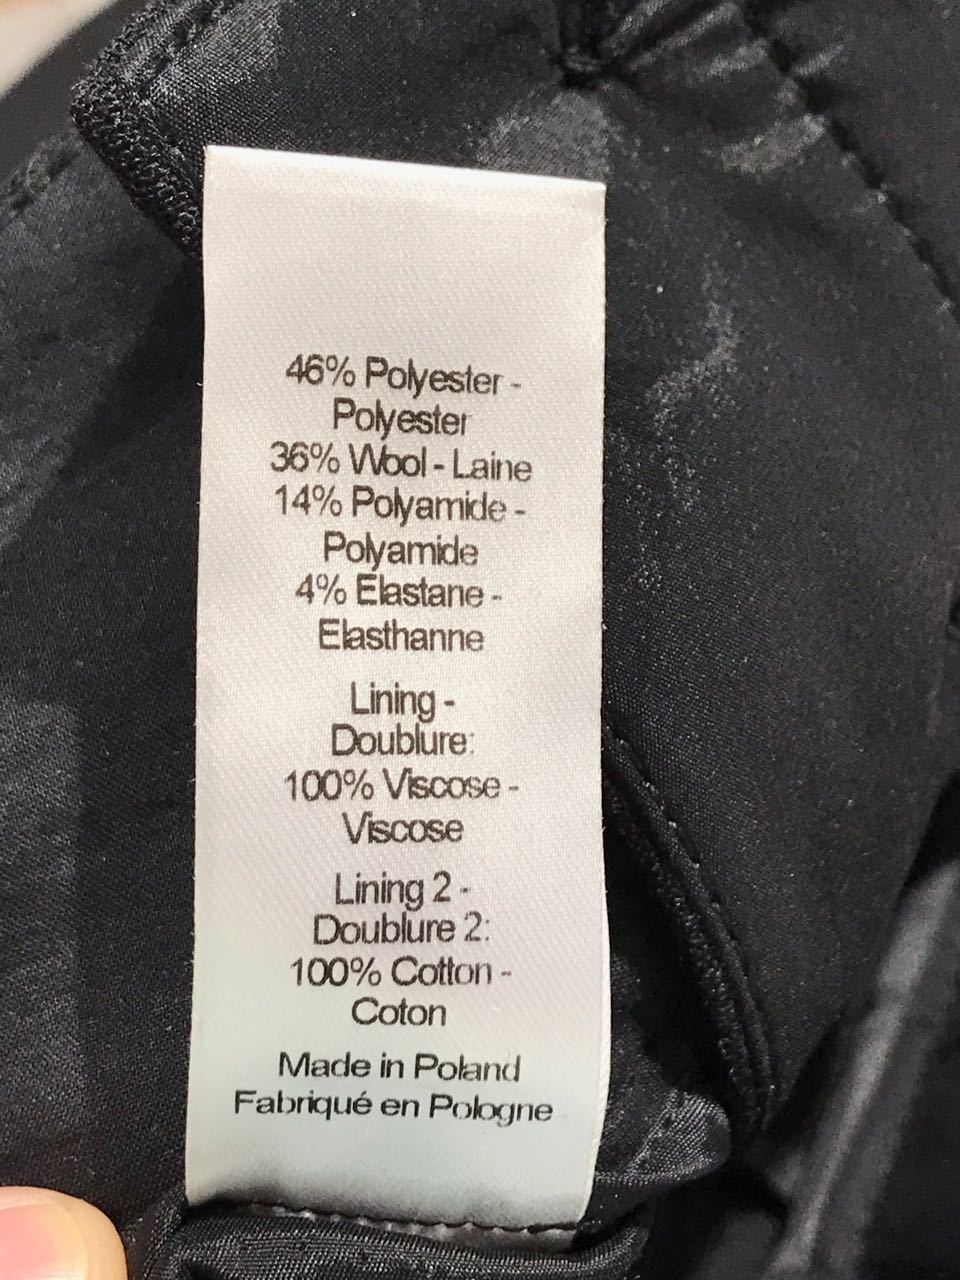 46% Polyester -
Polyester
36% Wool - Laine
14% Polyamide -
Polyamide
4% Elastane -
Elasthanne
Lining -
Doublure:
100% Viscose -
Viscose
Lining 2 -
Doublure 2:
100% Cotton -
Coton
Made in Poland
Fabriqué en Pologne